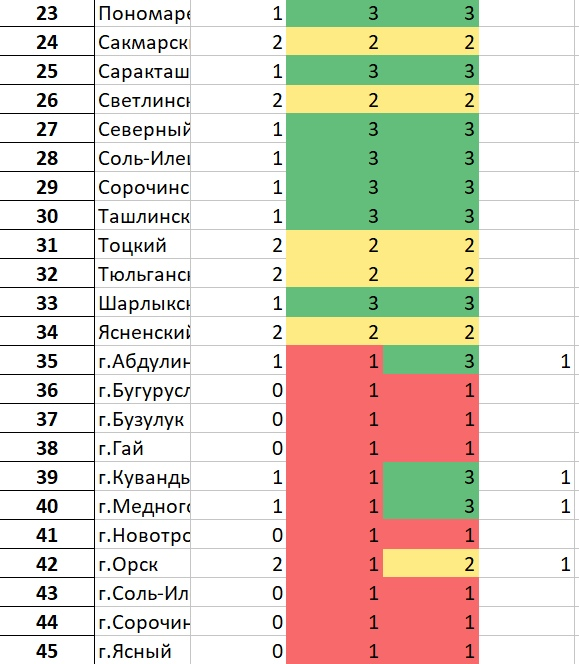 23 Пономаре 1 3 3
24 Сакмарск 2 2 2
25 Саракташ 1 3 3
26 Светлинск 2 2 2
27 Северный 1 3 3
28 Соль-Илец 1 3 3
29 Сорочинс 1 3 3
30 Ташлинск 1 3 3
31 Тоцкий 2 2 2
32 Тюльганск 2 2 2
33 Шарлыкск 1 3 3
34 Ясненский 2 2 2
35 г.Абдулин 1 1 3 1
36 г.Бугурусл 0 1 1
37 г.Бузулук 0 1 1
38 г.Гай 0 1 1
39 г.Куванды 1 1 3 1
40 г.Медного 1 1 3 1
41 г.Новотро 0 1 1
42 г.Орск 2 1 2 1
43 г.Соль-Ил 0 1 1
44 г.Сорочин 0 1 1
45 г.Ясный 0 1 1